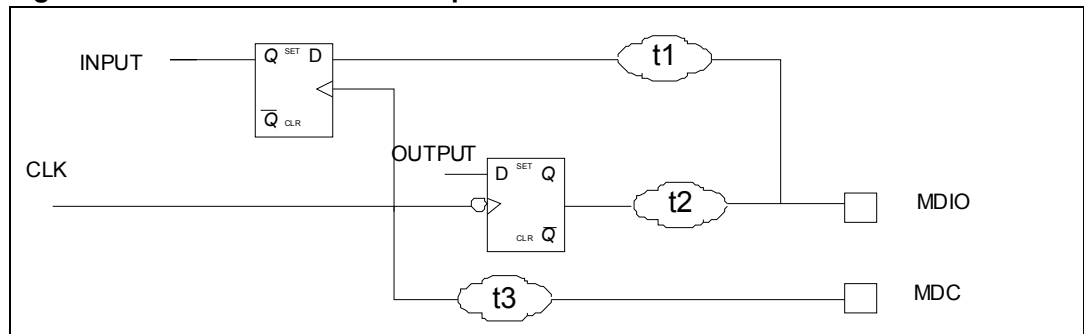 INPUT
Q SET D
Q CLR
t1
CLK
OUTPUT
D SET Q
CLR Q
t2
MDIO
t3
MDC